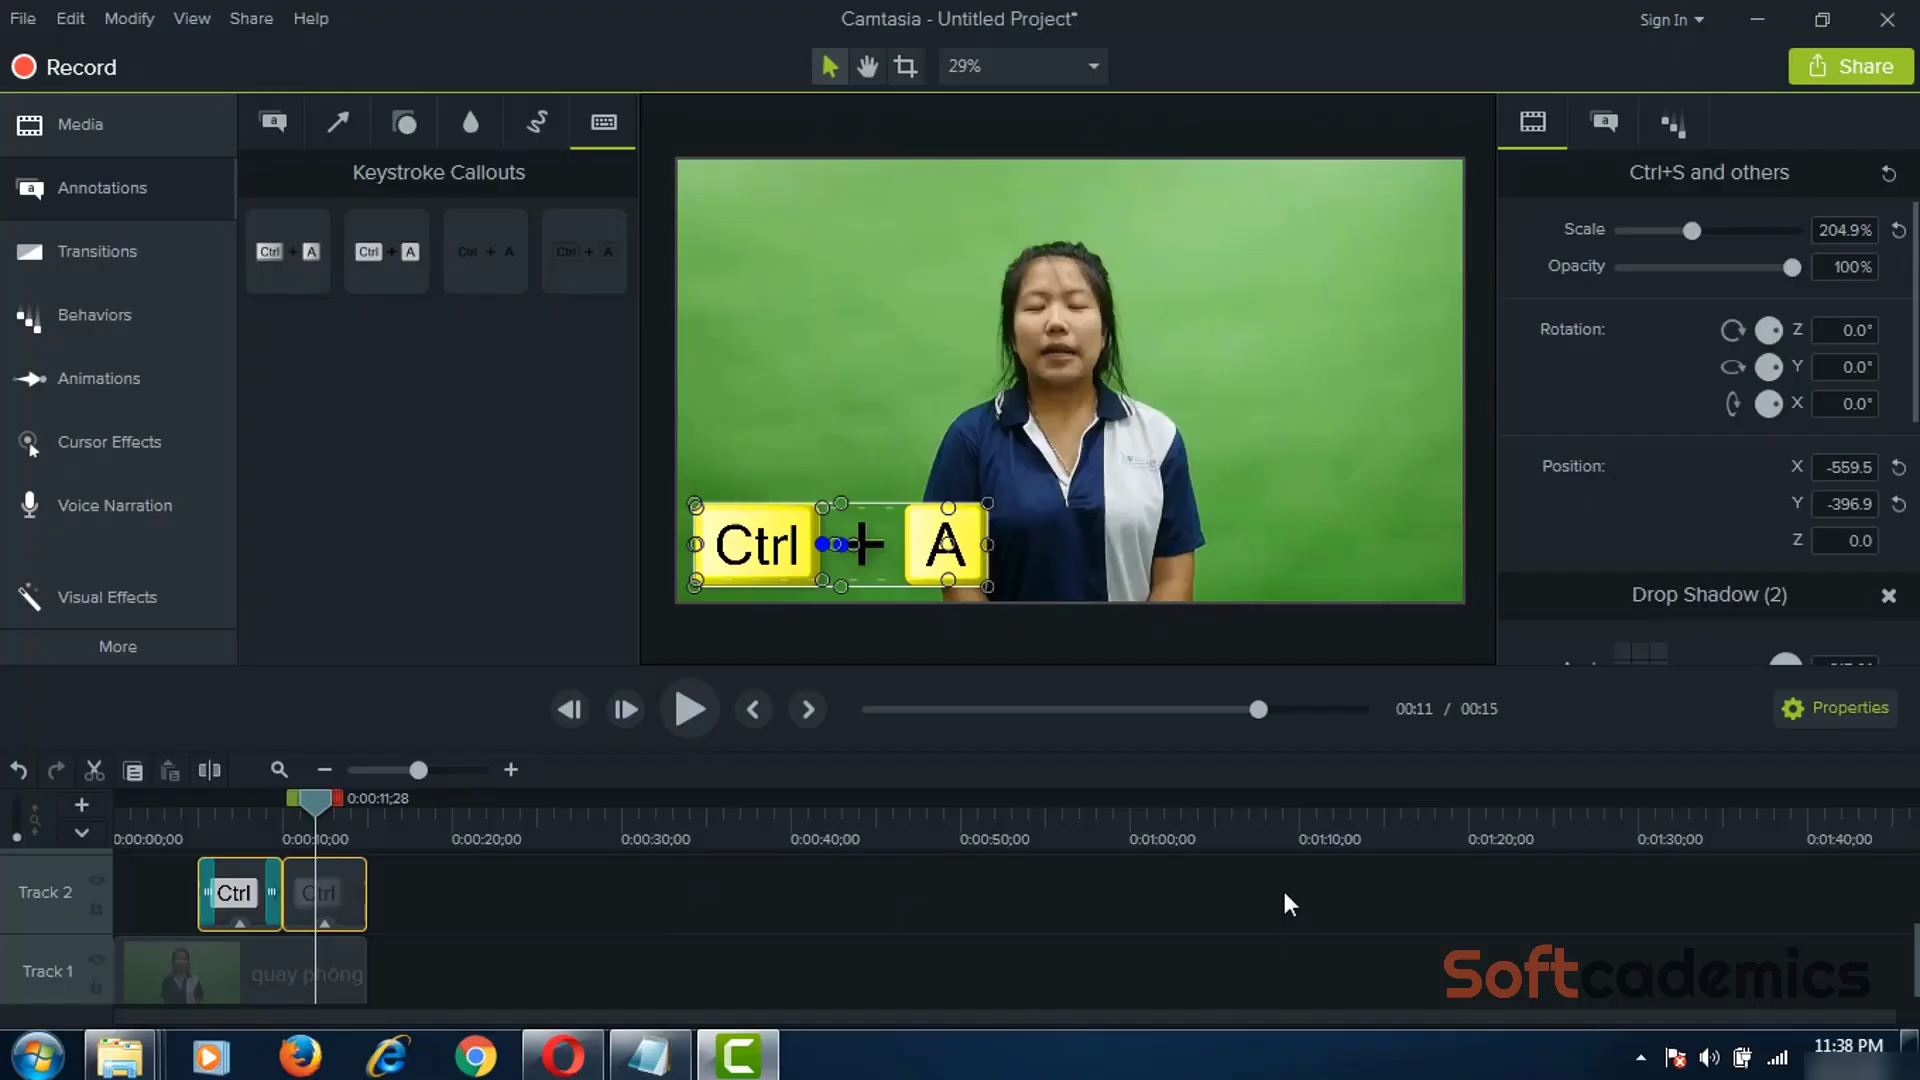 File Edit Modify View Share Help
Camtasia - Untitled Project*
Sign In
Record
29%
Share
Media
Annotations
Transitions
Behaviors
Animations
Cursor Effects
Voice Narration
Visual Effects
More
Keystroke Callouts
Ctrl + A
Ctrl + A
Ctrl + A
Ctrl + A
Ctrl + A
Ctrl+S and others
Scale 204.9%
Opacity 100%
Rotation: Z 0.0°
Y 0.0°
X 0.0°
Position: X -559.5
Y -396.9
Z 0.0
Drop Shadow (2)
00:11 / 00:15
Properties
0:00:11;28
0:00:00;00 0:00:10;00 0:00:20;00 0:00:30;00 0:00:40;00 0:00:50;00 0:01:00;00 0:01:10;00 0:01:20;00 0:01:30;00 0:01:40;00
Track 2
Ctrl
Ctrl
Track 1
quay phông
Softcademics
11:38 PM